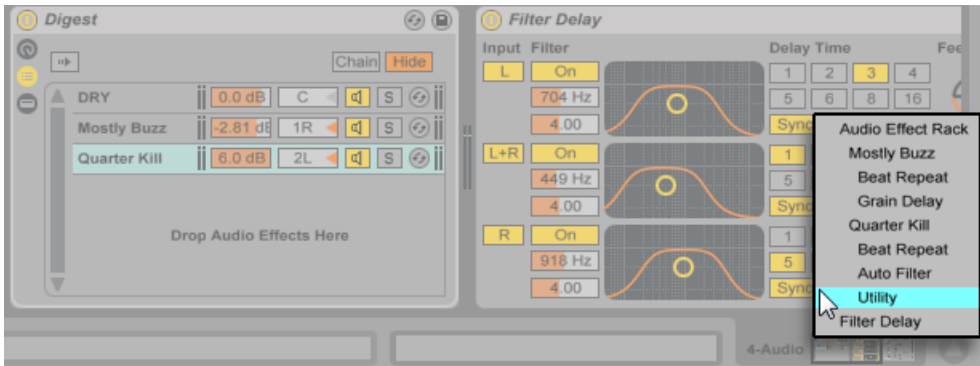 Digest
Filter Delay
Input Filter Delay Time Fee
Chain Hide
L On 1 2 3 4
704 Hz 5 6 8 16
4.00 Sync
DRY 0.0 dB C S
Mostly Buzz -2.81 dB 1R S
Quarter Kill 6.0 dB 2L S
Drop Audio Effects Here
L+R On 1
449 Hz 5
4.00 Sync
R On 1
918 Hz 5
4.00 Sync
Audio Effect Rack
Mostly Buzz
Beat Repeat
Grain Delay
Quarter Kill
Beat Repeat
Auto Filter
Utility
Filter Delay
4-Audio